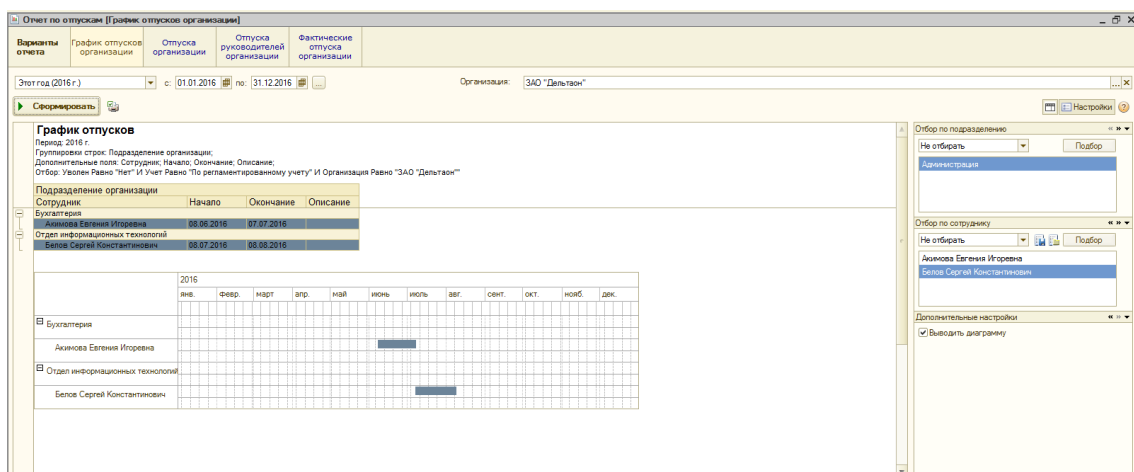 Отчет по отпускам [График отпусков организации]
Варианты отчета
График отпусков организации
Отпуска организации
Отпуска руководителей организации
Фактические отпуска организации
Этот год (2016 г.) с: 01.01.2016 по: 31.12.2016 ... Организация: ЗАО "Дельтаон" ...
Сформировать Настройки
График отпусков
Период: 2016 г.
Группировки строк: Подразделение организации;
Дополнительные поля: Сотрудник; Начало; Окончание; Описание;
Отбор: Уволен Равно "Нет" И Учет Равно "По регламентированному учету" И Организация Равно "ЗАО "Дельтаон""
Подразделение организации
Сотрудник Начало Окончание Описание
Бухгалтерия
Акимова Евгения Игоревна 08.06.2016 07.07.2016
Отдел информационных технологий
Белов Сергей Константинович 08.07.2016 08.08.2016
2016
янв. февр. март апр. май июнь июль авг. сент. окт. нояб. дек.
Бухгалтерия
Акимова Евгения Игоревна
Отдел информационных технологий
Белов Сергей Константинович
Отбор по подразделению
Не отбирать Подбор
Администрация
Отбор по сотруднику
Не отбирать Подбор
Акимова Евгения Игоревна
Белов Сергей Константинович
Дополнительные настройки
Выводить диаграмму